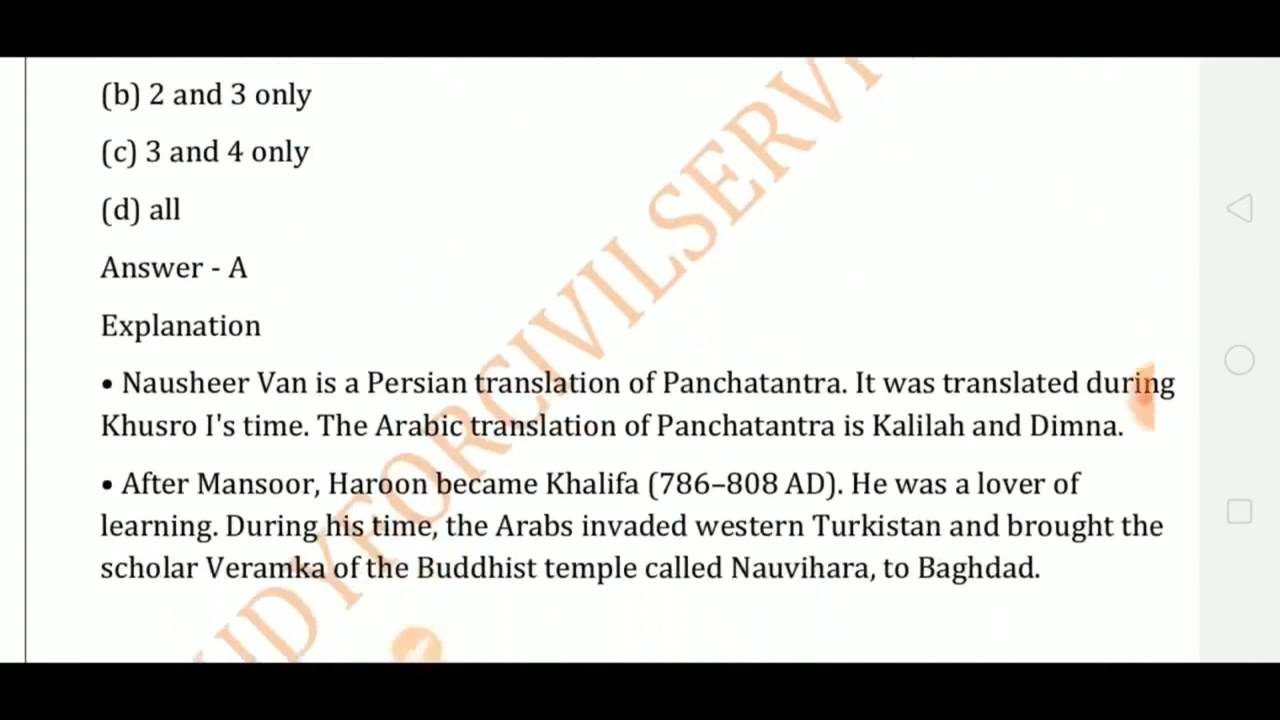 (b) 2 and 3 only
(c) 3 and 4 only
(d) all
Answer - A
Explanation
• Nausheer Van is a Persian translation of Panchatantra. It was translated during
Khusro I's time. The Arabic translation of Panchatantra is Kalilah and Dimna.
• After Mansoor, Haroon became Khalifa (786–808 AD). He was a lover of
learning. During his time, the Arabs invaded western Turkistan and brought the
scholar Veramka of the Buddhist temple called Nauvihara, to Baghdad.
UDYFORCIVILSERVI